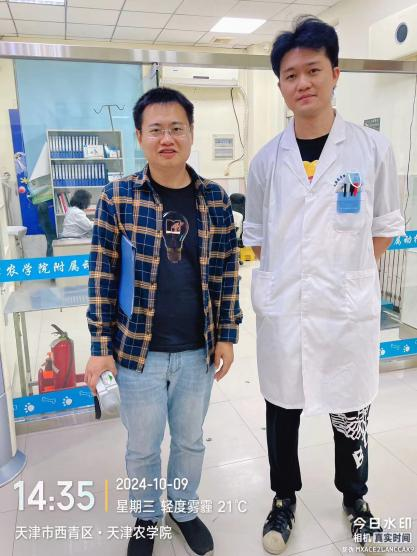 农学院附属动
14:35
2024-10-09
星期三 轻度雾霾 21℃
天津市西青区·天津农学院
今日水印
相机 真实时间